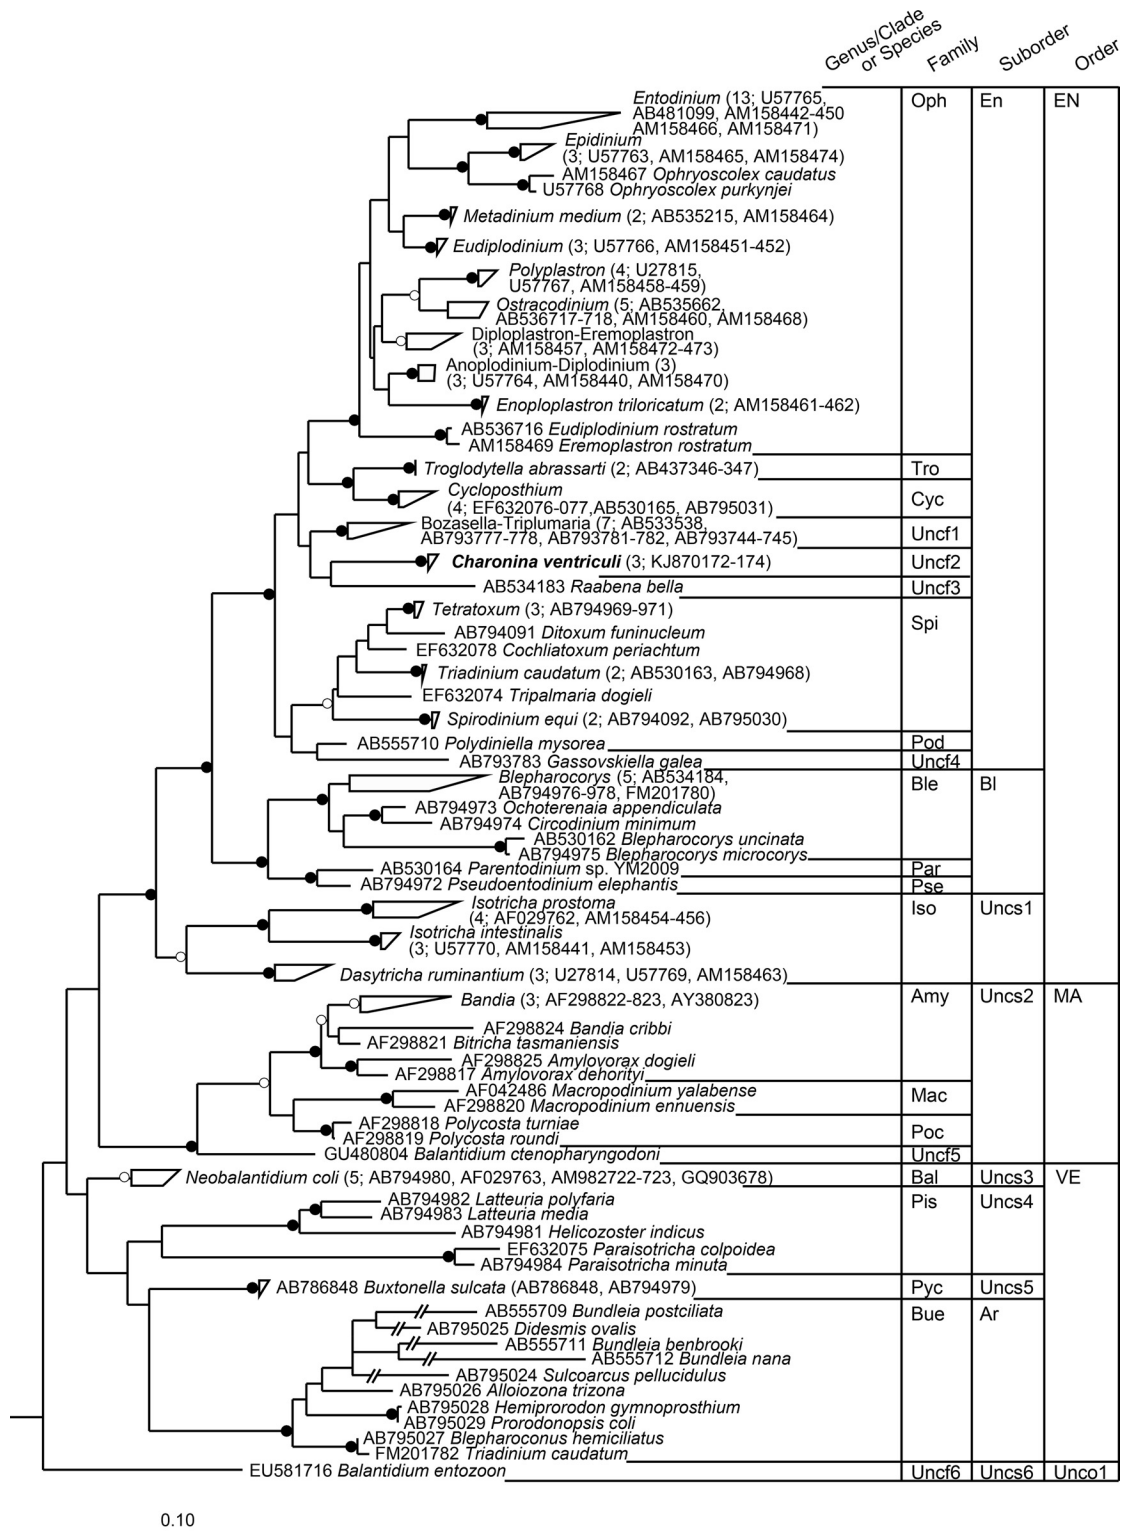 Genus/Clade
or Species
Family
Suborder
Order
Entodinium (13; U57765,
AB481099, AM158442-450
AM158466, AM158471)
Oph
En
EN
Epidinium
(3; U57763, AM158465, AM158474)
AM158467 Ophryoscolex caudatus
U57768 Ophryoscolex purkynjei
Metadinium medium (2; AB535215, AM158464)
Eudiplodinium (3; U57766, AM158451-452)
Polyplastron (4; U27815,
U57767, AM158458-459)
Ostracodinium (5; AB535662,
AB536717-718, AM158460, AM158468)
Diploplastron-Eremoplastron
(3; AM158457, AM158472-473)
Anoplodinium-Diplodinium (3)
(3; U57764, AM158440, AM158470)
Enoploplastron triloricatum (2; AM158461-462)
AB536716 Eudiplodinium rostratum
AM158469 Eremoplastron rostratum
Troglodytella abrassarti (2; AB437346-347)
Tro
Cycloposthium
(4; EF632076-077,AB530165, AB795031)
Cyc
Bozasella-Triplumaria (7; AB533538,
AB793777-778, AB793781-782, AB793744-745)
Uncf1
Charonina ventriculi (3; KJ870172-174)
Uncf2
AB534183 Raabena bella
Uncf3
Tetratoxum (3; AB794969-971)
Spi
AB794091 Ditoxum funinucleum
EF632078 Cochliatoxum periachtum
Triadinium caudatum (2; AB530163, AB794968)
EF632074 Tripalmaria dogieli
Spirodinium equi (2; AB794092, AB795030)
AB555710 Polydiniella mysorea
Pod
AB793783 Gassovskiella galea
Uncf4
Blepharocorys (5; AB534184,
AB794976-978, FM201780)
Ble
Bl
AB794973 Ochoterenaia appendiculata
AB794974 Circodinium minimum
AB530162 Blepharocorys uncinata
AB794975 Blepharocorys microcorys
AB530164 Parentodinium sp. YM2009
Par
AB794972 Pseudoentodinium elephantis
Pse
Isotricha prostoma
(4; AF029762, AM158454-456)
Iso
Uncs1
Isotricha intestinalis
(3; U57770, AM158441, AM158453)
Dasytricha ruminantium (3; U27814, U57769, AM158463)
Bandia (3; AF298822-823, AY380823)
Amy
Uncs2
MA
AF298824 Bandia cribbi
AF298821 Bitricha tasmaniensis
AF298825 Amylovorax dogieli
AF298817 Amylovorax dehorityi
AF042486 Macropodinium yalabense
Mac
AF298820 Macropodinium ennuensis
AF298818 Polycosta turniae
AF298819 Polycosta roundi
Poc
GU480804 Balantidium ctenopharyngodoni
Uncf5
Neobalantidium coli (5; AB794980, AF029763, AM982722-723, GQ903678)
Bal
Uncs3
VE
AB794982 Latteuria polyfaria
Pis
Uncs4
AB794983 Latteuria media
AB794981 Helicozoster indicus
EF632075 Paraisotricha colpoidea
AB794984 Paraisotricha minuta
AB786848 Buxtonella sulcata (AB786848, AB794979)
Pyc
Uncs5
AB555709 Bundleia postciliata
Bue
Ar
AB795025 Didesmis ovalis
AB555711 Bundleia benbrooki
AB555712 Bundleia nana
AB795024 Sulcoarcus pellucidulus
AB795026 Alloiozona trizona
AB795028 Hemiprorodon gymnoprosthium
AB795029 Prorodonopsis coli
AB795027 Blepharoconus hemiciliatus
FM201782 Triadinium caudatum
EU581716 Balantidium entozoon
Uncf6
Uncs6
Unco1
0.10